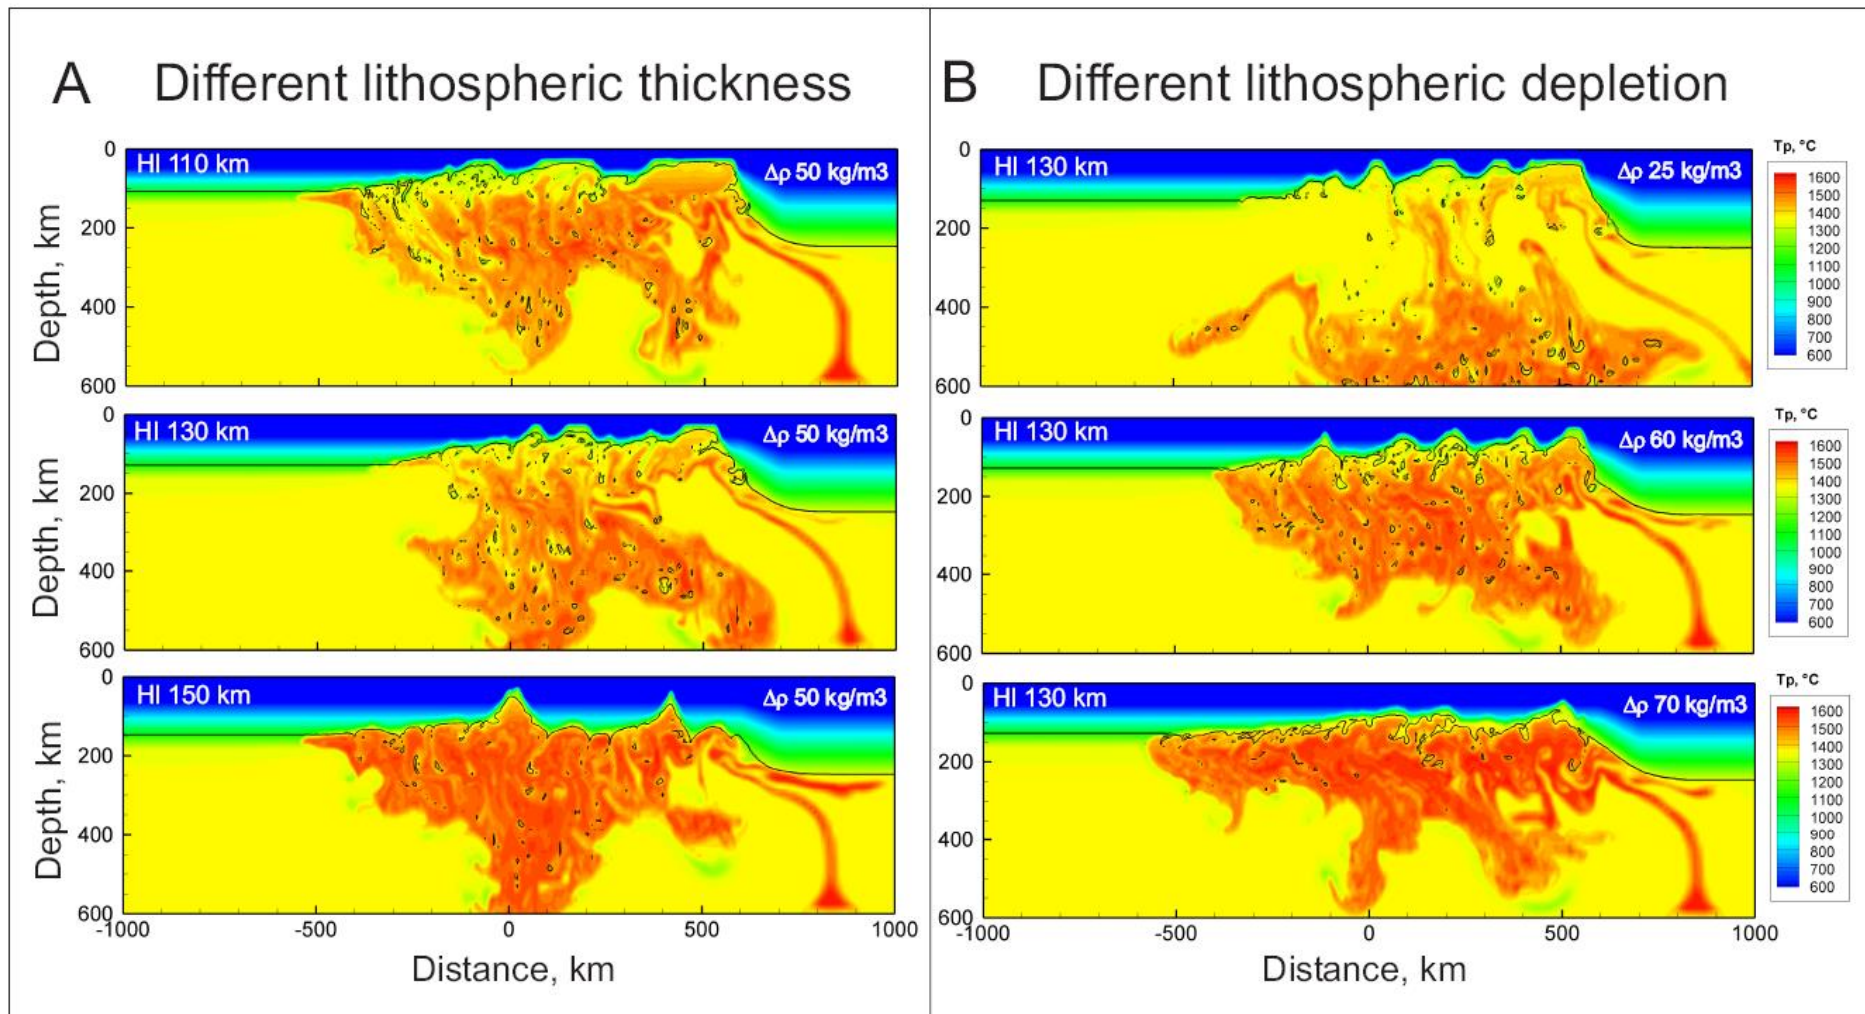 A Different lithospheric thickness
B Different lithospheric depletion
0
Hl 110 km
Δρ 50 kg/m3
200
400
600
Depth, km
0
Hl 130 km
Δρ 25 kg/m3
200
400
600
Tp, °C
1600
1500
1400
1300
1200
1100
1000
900
800
700
600
0
Hl 130 km
Δρ 50 kg/m3
200
400
600
Depth, km
0
Hl 130 km
Δρ 60 kg/m3
200
400
600
Tp, °C
1600
1500
1400
1300
1200
1100
1000
900
800
700
600
0
Hl 150 km
Δρ 50 kg/m3
200
400
600
Depth, km
-1000 -500 0 500 1000
Distance, km
0
Hl 130 km
Δρ 70 kg/m3
200
400
600
-1000 -500 0 500 1000
Distance, km
Tp, °C
1600
1500
1400
1300
1200
1100
1000
900
800
700
600